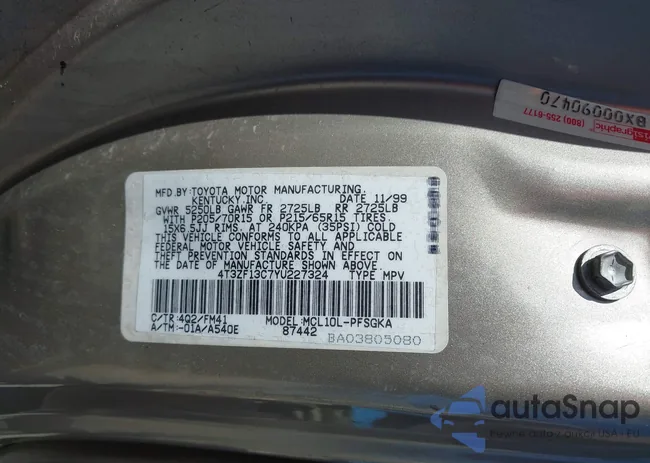 MFD.BY:TOYOTA MOTOR MANUFACTURING,
KENTUCKY,INC. DATE 11/99
GVWR 5250LB GAWR FR 2725LB RR 2725LB
WITH P205/70R15 OR P215/65R15 TIRES,
15X6.5JJ RIMS, AT 240KPA (35PSI) COLD
THIS VEHICLE CONFORMS TO ALL APPLICABLE
FEDERAL MOTOR VEHICLE SAFETY AND
THEFT PREVENTION STANDARDS IN EFFECT ON
THE DATE OF MANUFACTURE SHOWN ABOVE.
4T3ZF13C7YU227324 TYPE MPV
C/TR:4Q2/FM41 MODEL:MCL10L-PFSGKA
A/TM:-01A/A540E 87442
BA03805080
graphic
(800) 255-6177
BX000090470
autoSnap